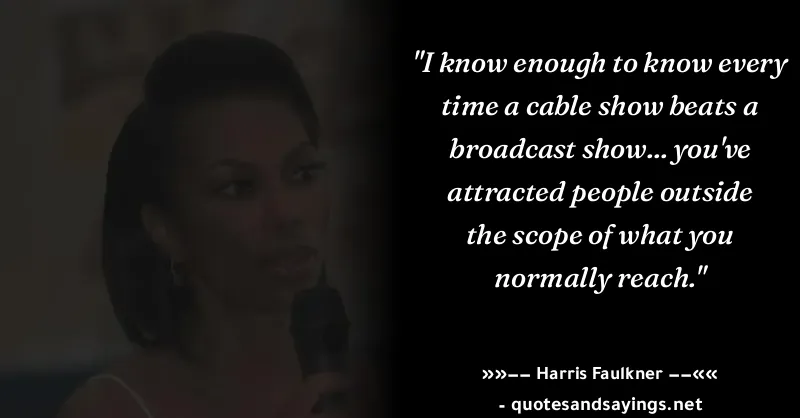 "I know enough to know every
time a cable show beats a
broadcast show... you've
attracted people outside
the scope of what you
normally reach."
»»–– Harris Faulkner ––««
- quotesandsayings.net